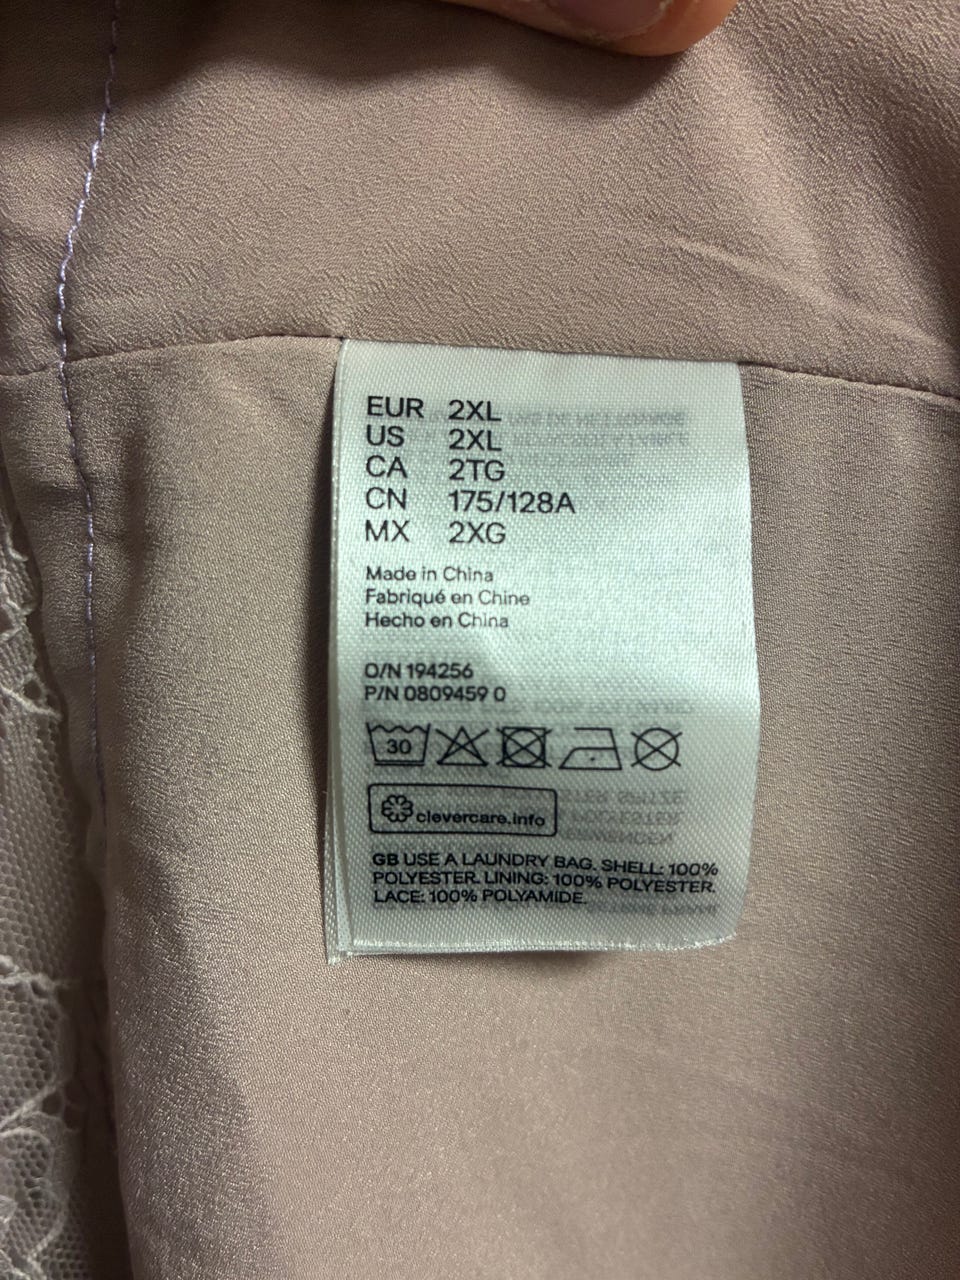 EUR 2XL
US 2XL
CA 2TG
CN 175/128A
MX 2XG
Made in China
Fabriqué en Chine
Hecho en China
O/N 194256
P/N 0809459 0
30
clevercare.info
GB USE A LAUNDRY BAG. SHELL: 100%
POLYESTER. LINING: 100% POLYESTER.
LACE: 100% POLYAMIDE.